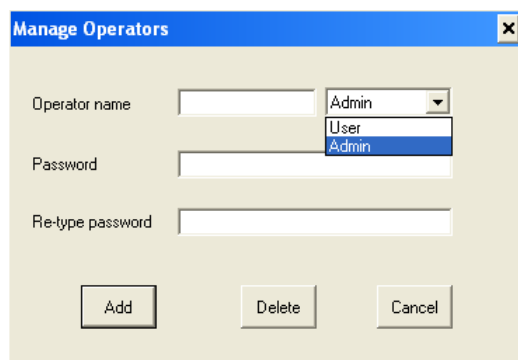 Manage Operators
Operator name
Admin
User
Admin
Password
Re-type password
Add Delete Cancel